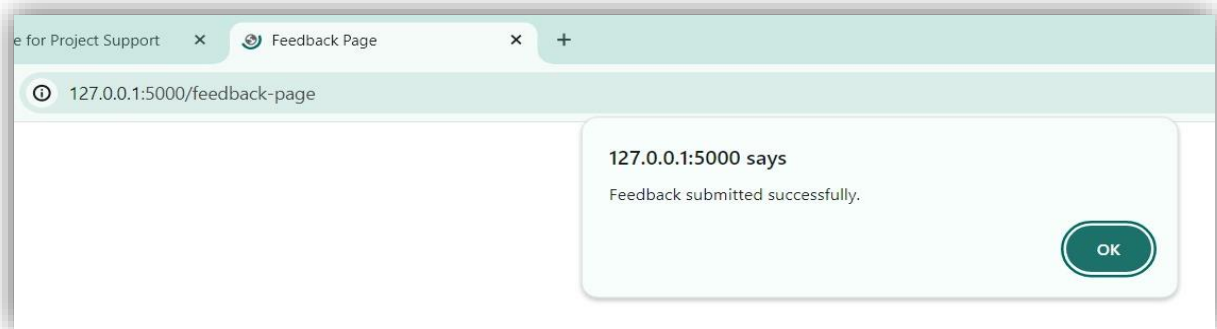 e for Project Support
Feedback Page
127.0.0.1:5000/feedback-page
127.0.0.1:5000 says
Feedback submitted successfully.
OK